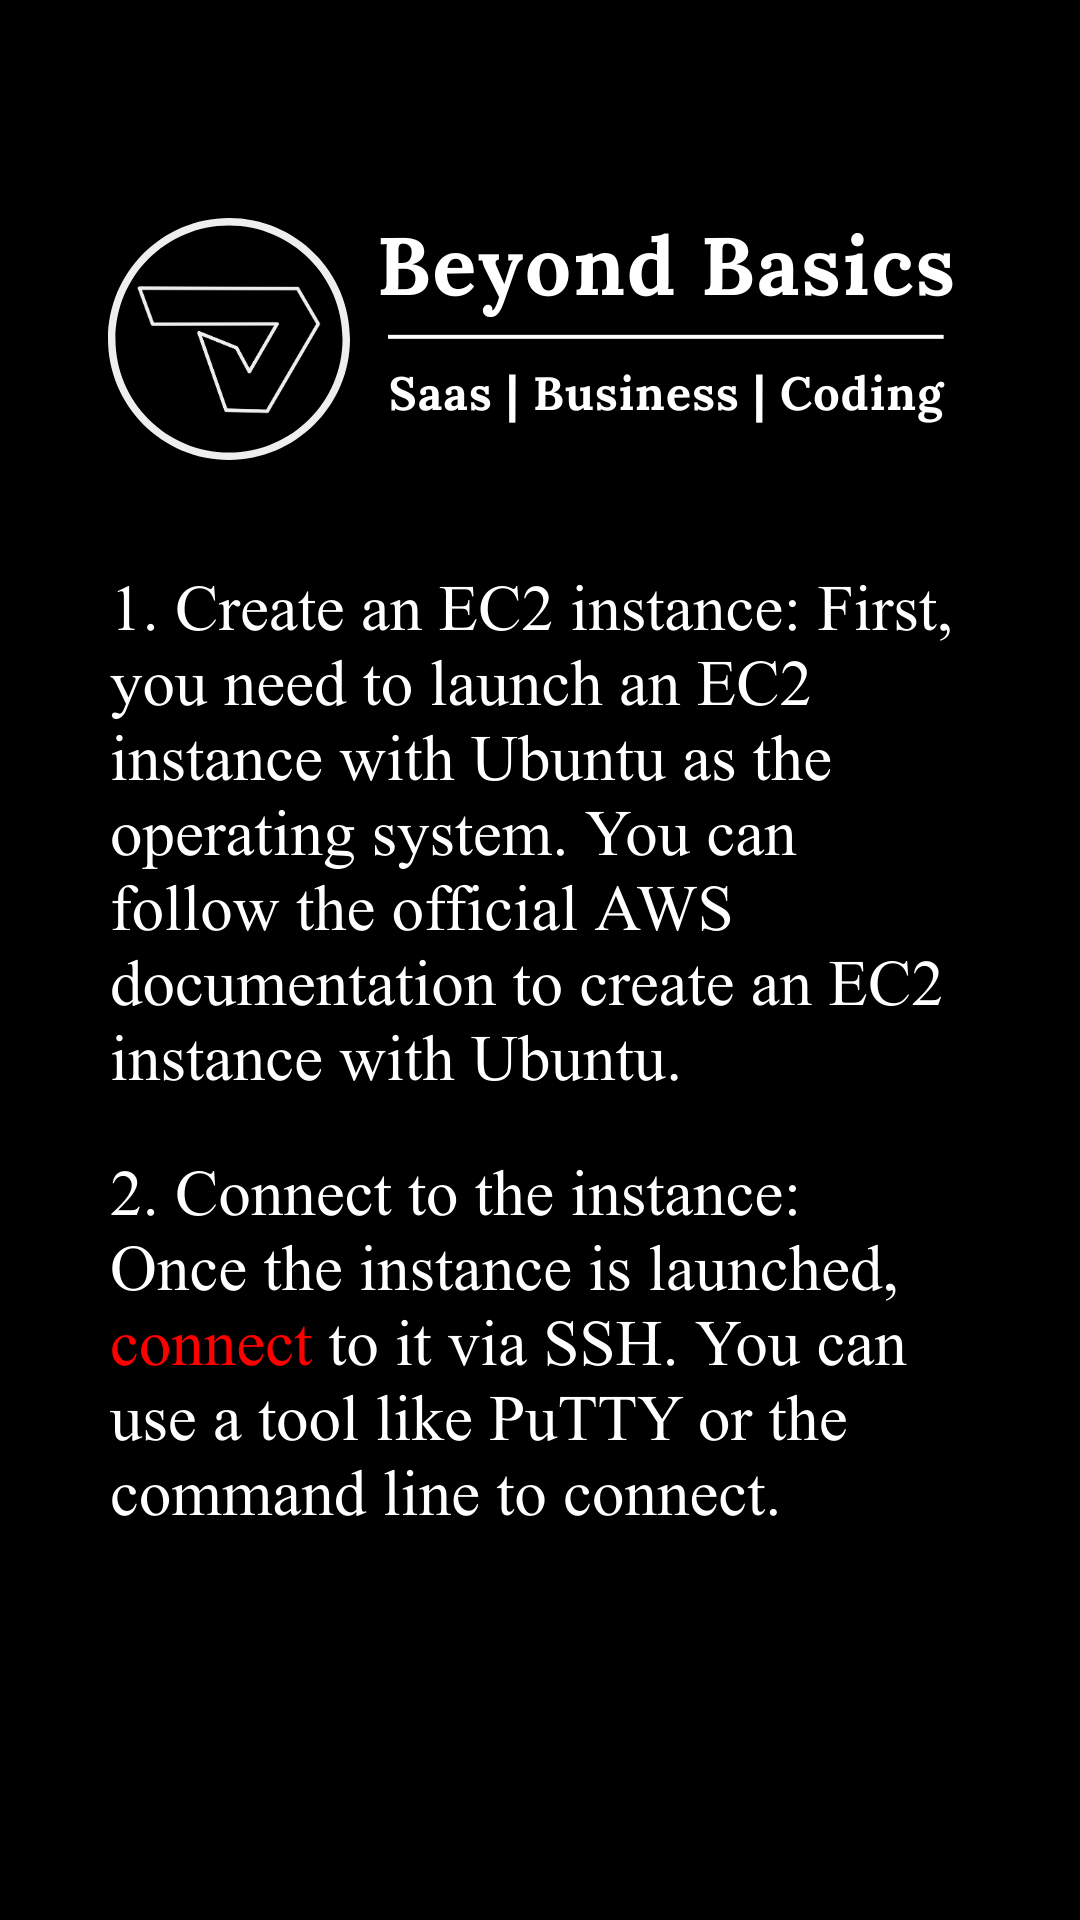 Beyond Basics
Saas | Business | Coding
1. Create an EC2 instance: First,
you need to launch an EC2
instance with Ubuntu as the
operating system. You can
follow the official AWS
documentation to create an EC2
instance with Ubuntu.
2. Connect to the instance:
Once the instance is launched,
connect to it via SSH. You can
use a tool like PuTTY or the
command line to connect.